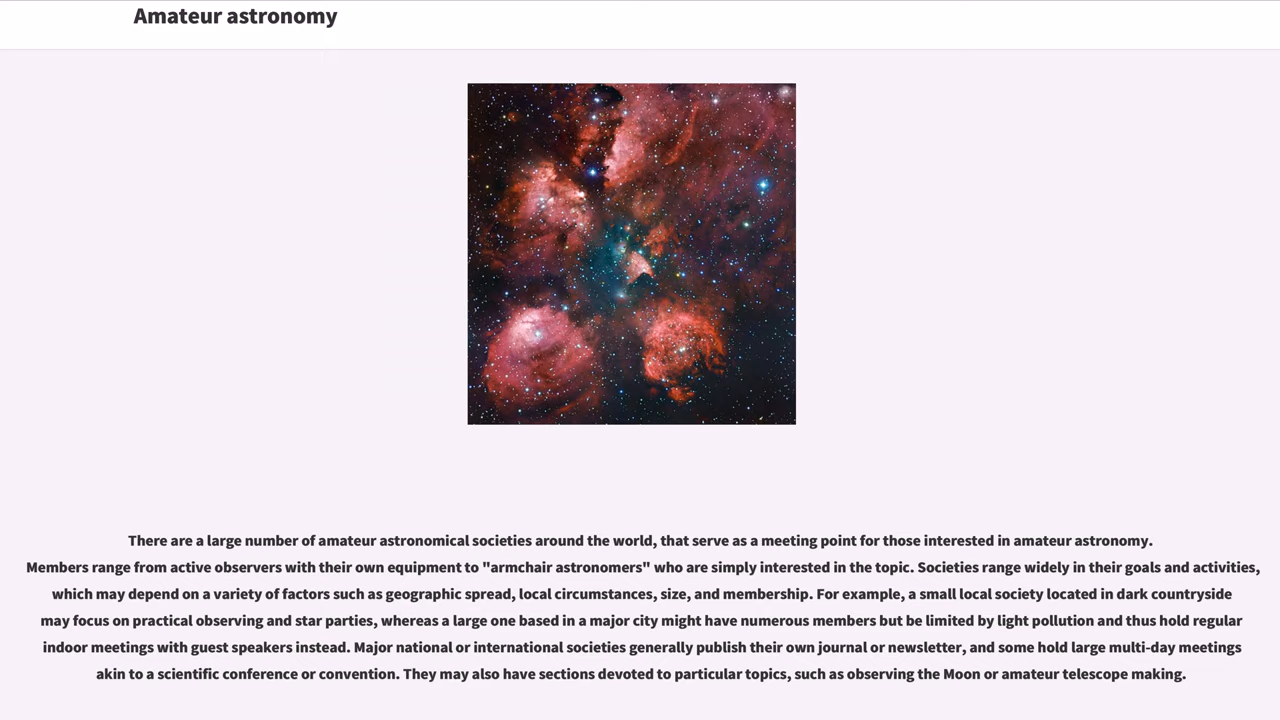 Amateur astronomy
There are a large number of amateur astronomical societies around the world, that serve as a meeting point for those interested in amateur astronomy.
Members range from active observers with their own equipment to "armchair astronomers" who are simply interested in the topic. Societies range widely in their goals and activities,
which may depend on a variety of factors such as geographic spread, local circumstances, size, and membership. For example, a small local society located in dark countryside
may focus on practical observing and star parties, whereas a large one based in a major city might have numerous members but be limited by light pollution and thus hold regular
indoor meetings with guest speakers instead. Major national or international societies generally publish their own journal or newsletter, and some hold large multi-day meetings
akin to a scientific conference or convention. They may also have sections devoted to particular topics, such as observing the Moon or amateur telescope making.